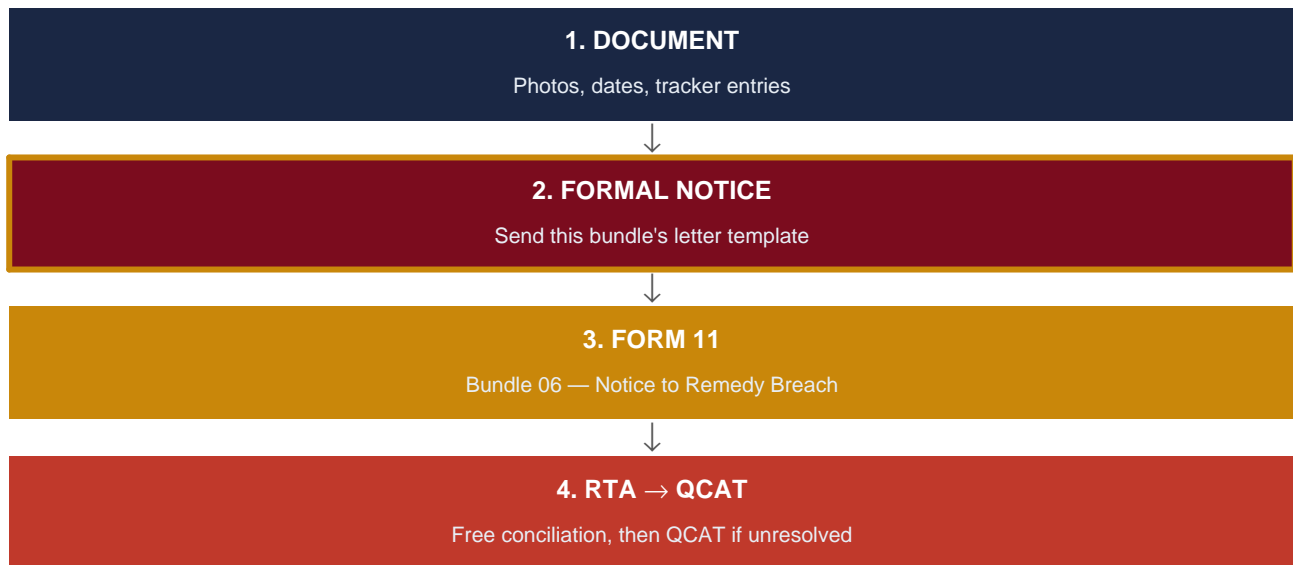 1. DOCUMENT
Photos, dates, tracker entries
2. FORMAL NOTICE
Send this bundle's letter template
3. FORM 11
Bundle 06 — Notice to Remedy Breach
4. RTA → QCAT
Free conciliation, then QCAT if unresolved